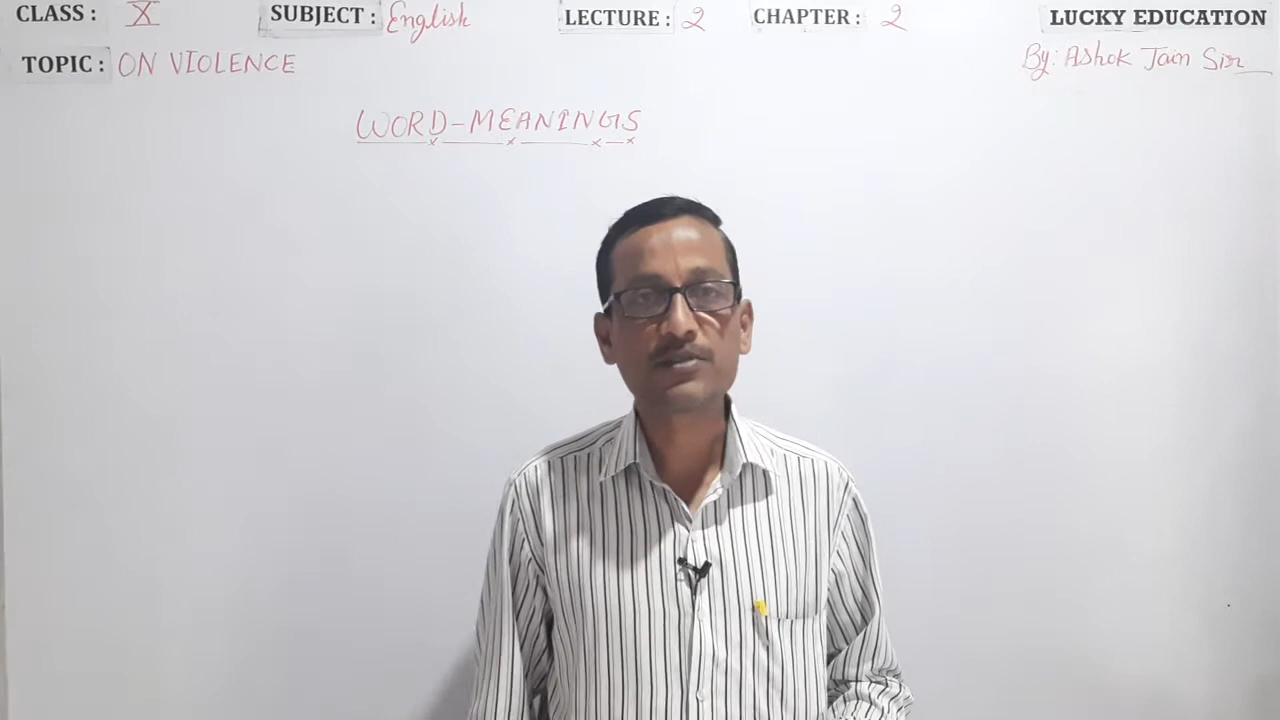 CLASS : X SUBJECT : English LECTURE : 2 CHAPTER : 2 LUCKY EDUCATION
TOPIC : ON VIOLENCE By: Ashok Jain Sir
WORD-MEANINGS